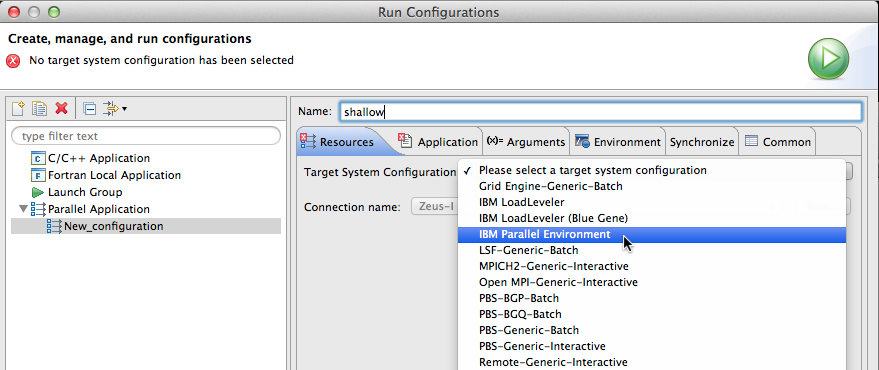 Run Configurations
Create, manage, and run configurations
No target system configuration has been selected
type filter text
C/C++ Application
Fortran Local Application
Launch Group
Parallel Application
New_configuration
Name: shallow
Resources Application (x)= Arguments Environment Synchronize Common
Target System Configuration
Please select a target system configuration
Grid Engine-Generic-Batch
IBM LoadLeveler
Connection name: Zeus-I
IBM LoadLeveler (Blue Gene)
IBM Parallel Environment
LSF-Generic-Batch
MPICH2-Generic-Interactive
Open MPI-Generic-Interactive
PBS-BGP-Batch
PBS-BGQ-Batch
PBS-Generic-Batch
PBS-Generic-Interactive
Remote-Generic-Interactive